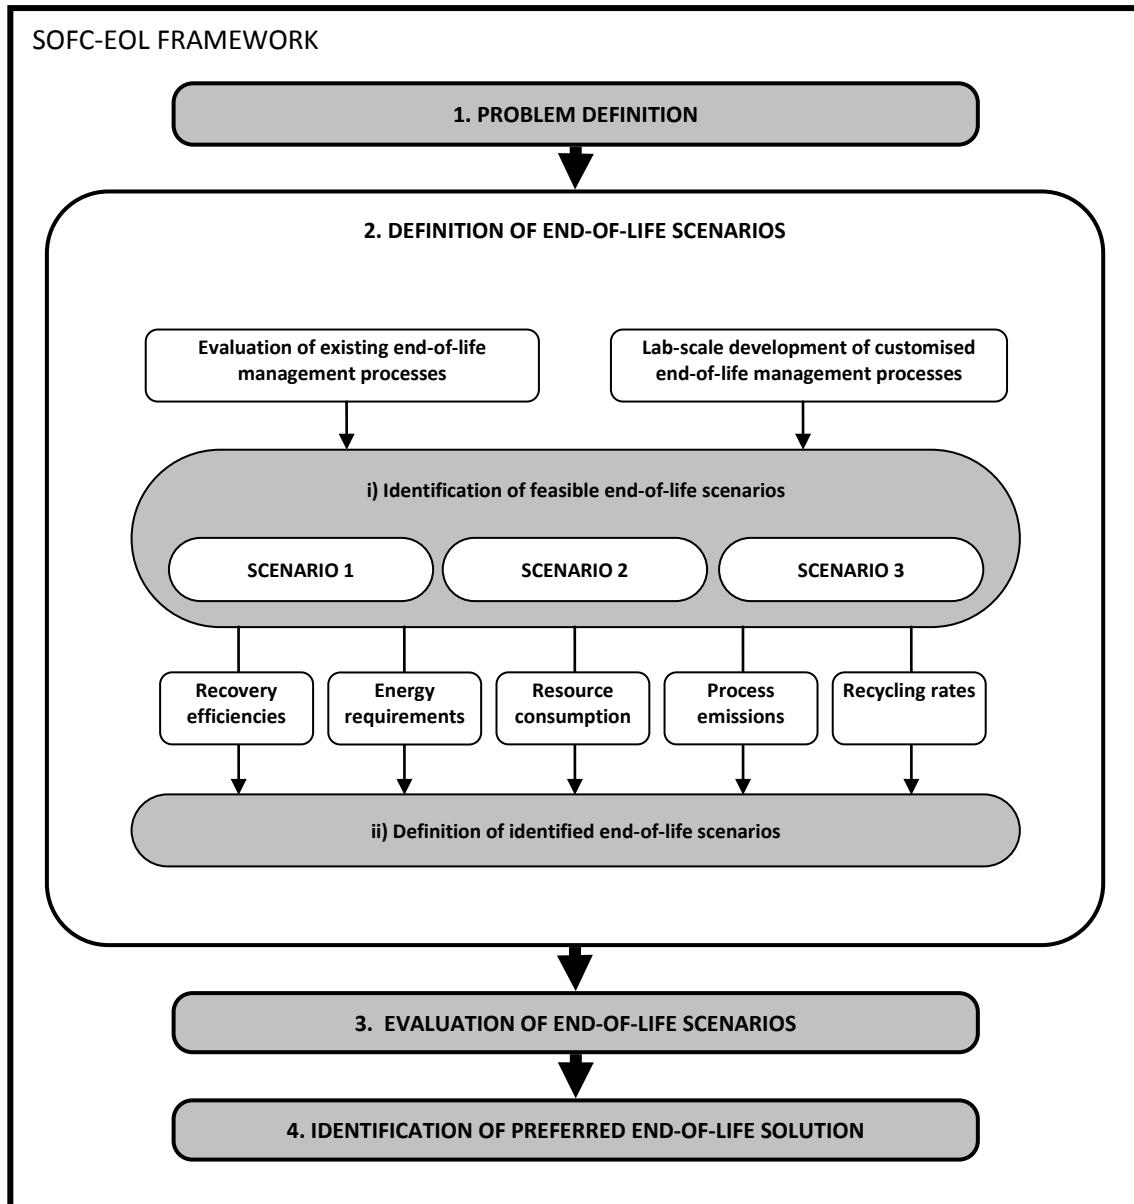 SOFC-EOL FRAMEWORK
1. PROBLEM DEFINITION
2. DEFINITION OF END-OF-LIFE SCENARIOS
Evaluation of existing end-of-life
management processes
Lab-scale development of customised
end-of-life management processes
i) Identification of feasible end-of-life scenarios
SCENARIO 1
SCENARIO 2
SCENARIO 3
Recovery
efficiencies
Energy
requirements
Resource
consumption
Process
emissions
Recycling rates
ii) Definition of identified end-of-life scenarios
3. EVALUATION OF END-OF-LIFE SCENARIOS
4. IDENTIFICATION OF PREFERRED END-OF-LIFE SOLUTION